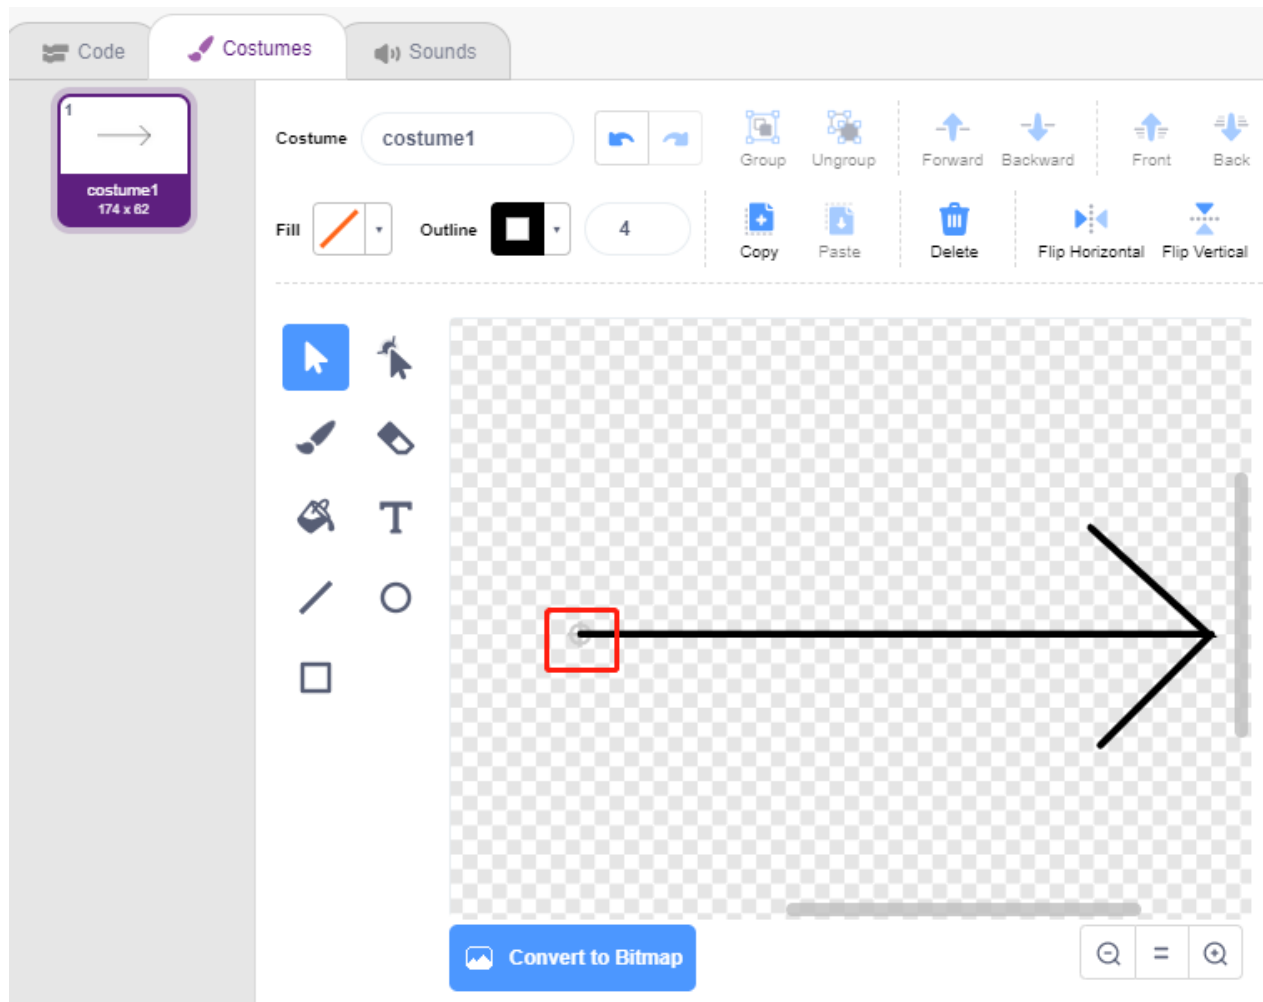 Code
Costumes
Sounds
1
costume1
174 x 62
Costume
costume1
Group
Ungroup
Forward
Backward
Front
Back
Fill
Outline
4
Copy
Paste
Delete
Flip Horizontal
Flip Vertical
T
Convert to Bitmap